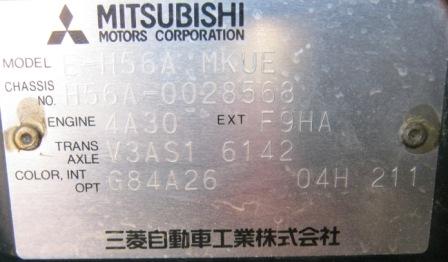 MITSUBISHI
MOTORS CORPORATION
MODEL E-H56A MKUE
CHASSIS NO. H56A-0028568
ENGINE 4A30 EXT F9HA
TRANS AXLE V3AS1 6142
COLOR, INT OPT G84A26 04H 211
三菱自動車工業株式会社